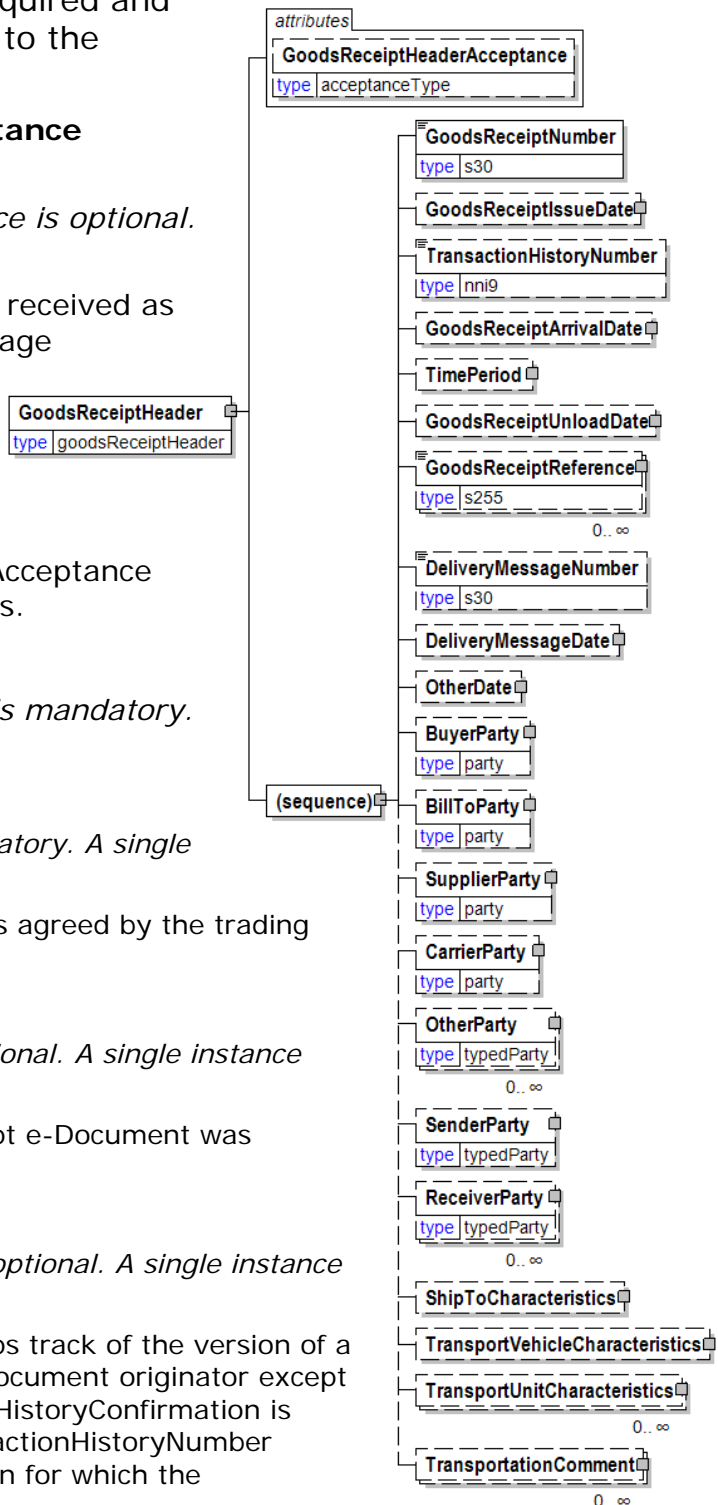 quired and
to the
tance
ce is optional.
received as
age
Acceptance
s.
is mandatory.
atory. A single
s agreed by the trading
ional. A single instance
pt e-Document was
optional. A single instance
ps track of the version of a
ocument originator except
HistoryConfirmation is
actionHistoryNumber
n for which the
attributes
GoodsReceiptHeaderAcceptance
type acceptanceType
GoodsReceiptHeader
type goodsReceiptHeader
(sequence)
GoodsReceiptNumber
type s30
GoodsReceiptIssueDate
TransactionHistoryNumber
type nni9
GoodsReceiptArrivalDate
TimePeriod
GoodsReceiptUnloadDate
GoodsReceiptReference
type s255
0.. ∞
DeliveryMessageNumber
type s30
DeliveryMessageDate
OtherDate
BuyerParty
type party
BillToParty
type party
SupplierParty
type party
CarrierParty
type party
OtherParty
type typedParty
0.. ∞
SenderParty
type typedParty
ReceiverParty
type typedParty
0.. ∞
ShipToCharacteristics
TransportVehicleCharacteristics
TransportUnitCharacteristics
0.. ∞
TransportationComment
0.. ∞